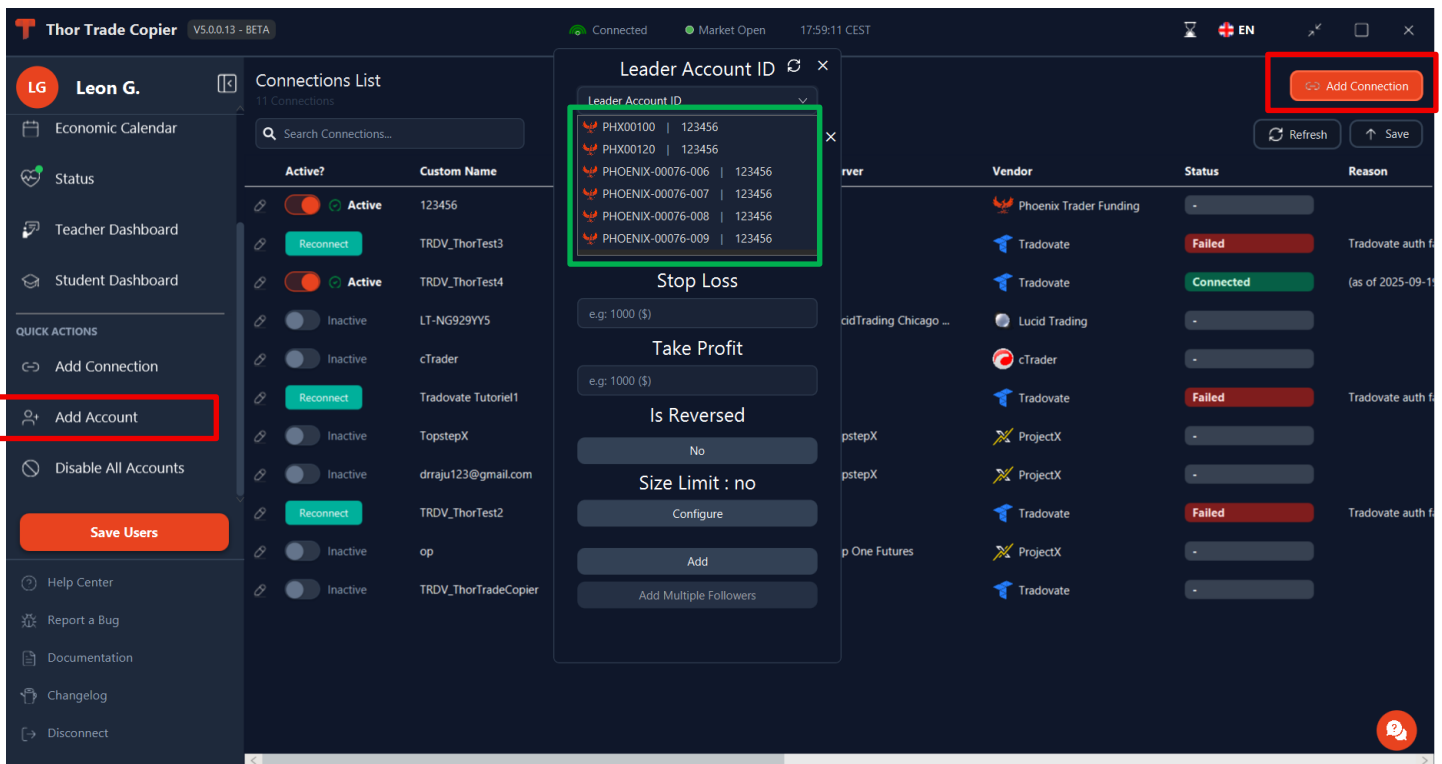 Thor Trade Copier V5.0.0.13 - BETA
Connected
Market Open
17:59:11 CEST
EN
LG
Leon G.
Economic Calendar
Status
Teacher Dashboard
Student Dashboard
QUICK ACTIONS
Add Connection
Add Account
Disable All Accounts
Save Users
Help Center
Report a Bug
Documentation
Changelog
Disconnect
Connections List
11 Connections
Search Connections...
Add Connection
Refresh
Save
Active? Custom Name rver Vendor Status Reason
Active 123456 Phoenix Trader Funding -
Reconnect TRDV_ThorTest3 Tradovate Failed Tradovate auth fa
Active TRDV_ThorTest4 Tradovate Connected (as of 2025-09-19
Inactive LT-NG929YY5 cidTrading Chicago ... Lucid Trading -
Inactive cTrader cTrader -
Reconnect Tradovate Tutoriel1 Tradovate Failed Tradovate auth fa
Inactive TopstepX pstepX ProjectX -
Inactive drraju123@gmail.com pstepX ProjectX -
Reconnect TRDV_ThorTest2 Tradovate Failed Tradovate auth fa
Inactive op p One Futures ProjectX -
Inactive TRDV_ThorTradeCopier Tradovate -
Leader Account ID
Leader Account ID
PHX00100 | 123456
PHX00120 | 123456
PHOENIX-00076-006 | 123456
PHOENIX-00076-007 | 123456
PHOENIX-00076-008 | 123456
PHOENIX-00076-009 | 123456
Stop Loss
e.g: 1000 ($)
Take Profit
e.g: 1000 ($)
Is Reversed
No
Size Limit : no
Configure
Add
Add Multiple Followers